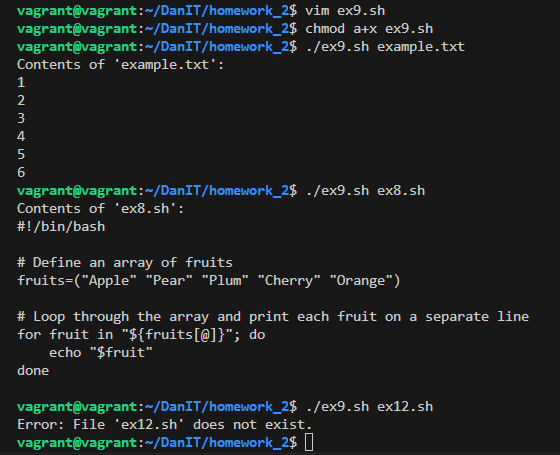 vagrant@vagrant:~/DanIT/homework_2$ vim ex9.sh
vagrant@vagrant:~/DanIT/homework_2$ chmod a+x ex9.sh
vagrant@vagrant:~/DanIT/homework_2$ ./ex9.sh example.txt
Contents of 'example.txt':
1
2
3
4
5
6
vagrant@vagrant:~/DanIT/homework_2$ ./ex9.sh ex8.sh
Contents of 'ex8.sh':
#!/bin/bash

# Define an array of fruits
fruits=("Apple" "Pear" "Plum" "Cherry" "Orange")

# Loop through the array and print each fruit on a separate line
for fruit in "${fruits[@]}"; do
    echo "$fruit"
done

vagrant@vagrant:~/DanIT/homework_2$ ./ex9.sh ex12.sh
Error: File 'ex12.sh' does not exist.
vagrant@vagrant:~/DanIT/homework_2$